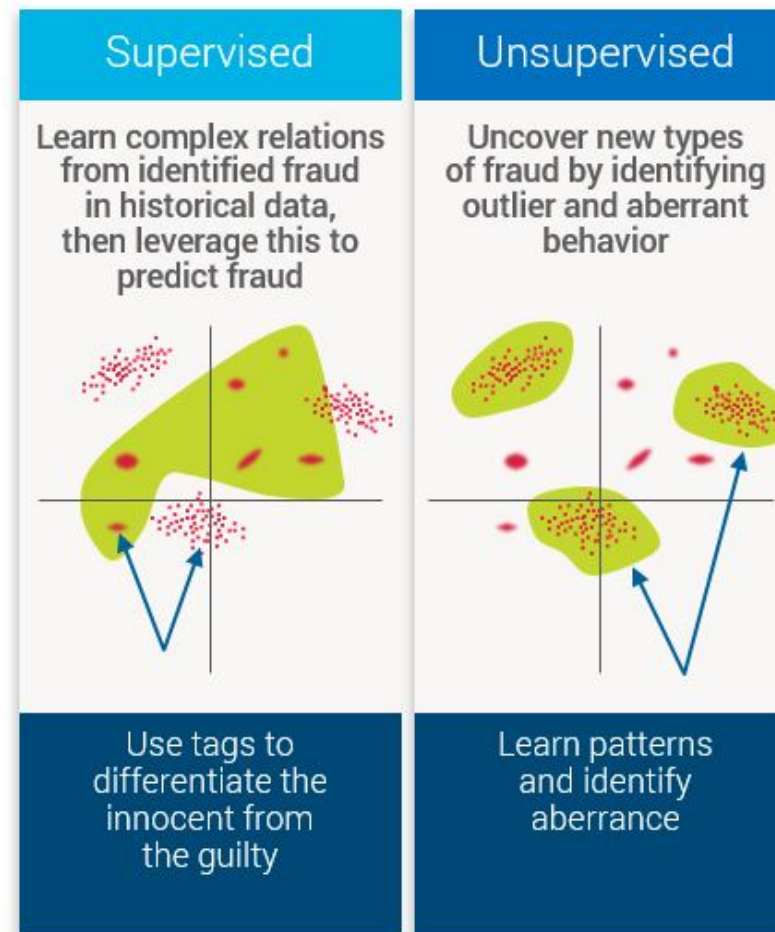 Supervised
Learn complex relations
from identified fraud
in historical data,
then leverage this to
predict fraud
Use tags to
differentiate the
innocent from
the guilty
Unsupervised
Uncover new types
of fraud by identifying
outlier and aberrant
behavior
Learn patterns
and identify
aberrance